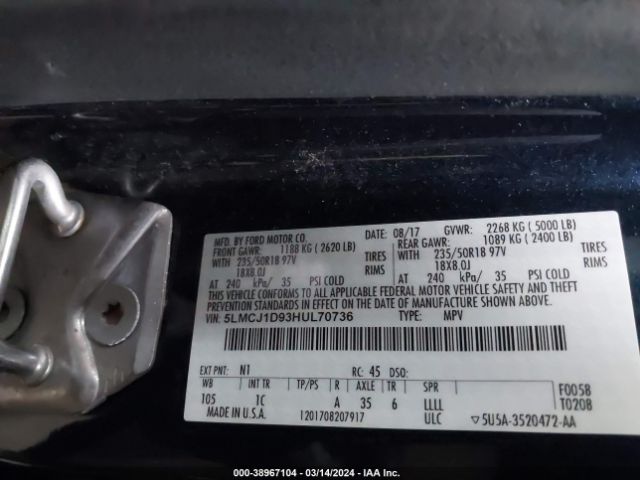 MFD. BY FORD MOTOR CO.
DATE: 08/17 GVWR: 2268 KG ( 5000 LB)
FRONT GAWR: 1188 KG ( 2620 LB) REAR GAWR: 1089 KG ( 2400 LB)
WITH 235/50R18 97V TIRES WITH 235/50R18 97V TIRES
18X8.0J RIMS 18X8.0J RIMS
AT 240 kPa/ 35 PSI COLD AT 240 kPa/ 35 PSI COLD
THIS VEHICLE CONFORMS TO ALL APPLICABLE FEDERAL MOTOR VEHICLE SAFETY, BUMPER, AND THEFT
PREVENTION STANDARDS IN EFFECT ON THE DATE OF MANUFACTURE SHOWN ABOVE.
VIN: 5LMCJ1D93HUL70736 TYPE: MPV
EXT PNT: N1 RC: 45 DSO:
WB INT TR TP/PS R AXLE TR SPR F0058
105 1C A 35 6 LLLL T020B
MADE IN U.S.A. 1201708207917 ULC ▽5U5A-3520472-AA
000-38967104 - 03/14/2024 - IAA Inc.